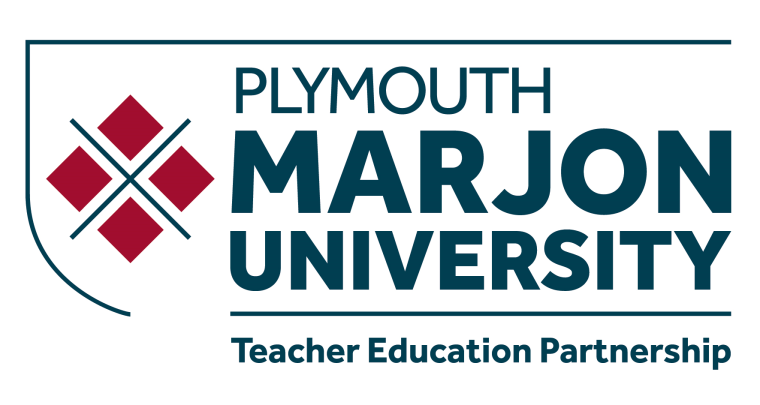 PLYMOUTH
MARJON
UNIVERSITY
Teacher Education Partnership